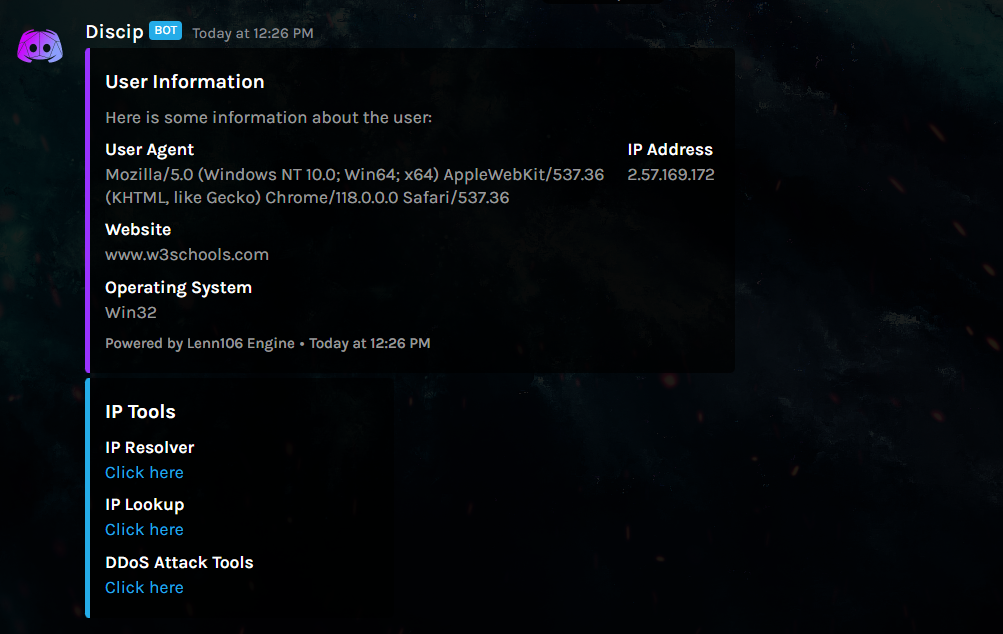 Discip BOT Today at 12:26 PM
User Information
Here is some information about the user:
User Agent IP Address
Mozilla/5.0 (Windows NT 10.0; Win64; x64) AppleWebKit/537.36 2.57.169.172
(KHTML, like Gecko) Chrome/118.0.0.0 Safari/537.36
Website
www.w3schools.com
Operating System
Win32
Powered by Lenn106 Engine • Today at 12:26 PM
IP Tools
IP Resolver
Click here
IP Lookup
Click here
DDoS Attack Tools
Click here